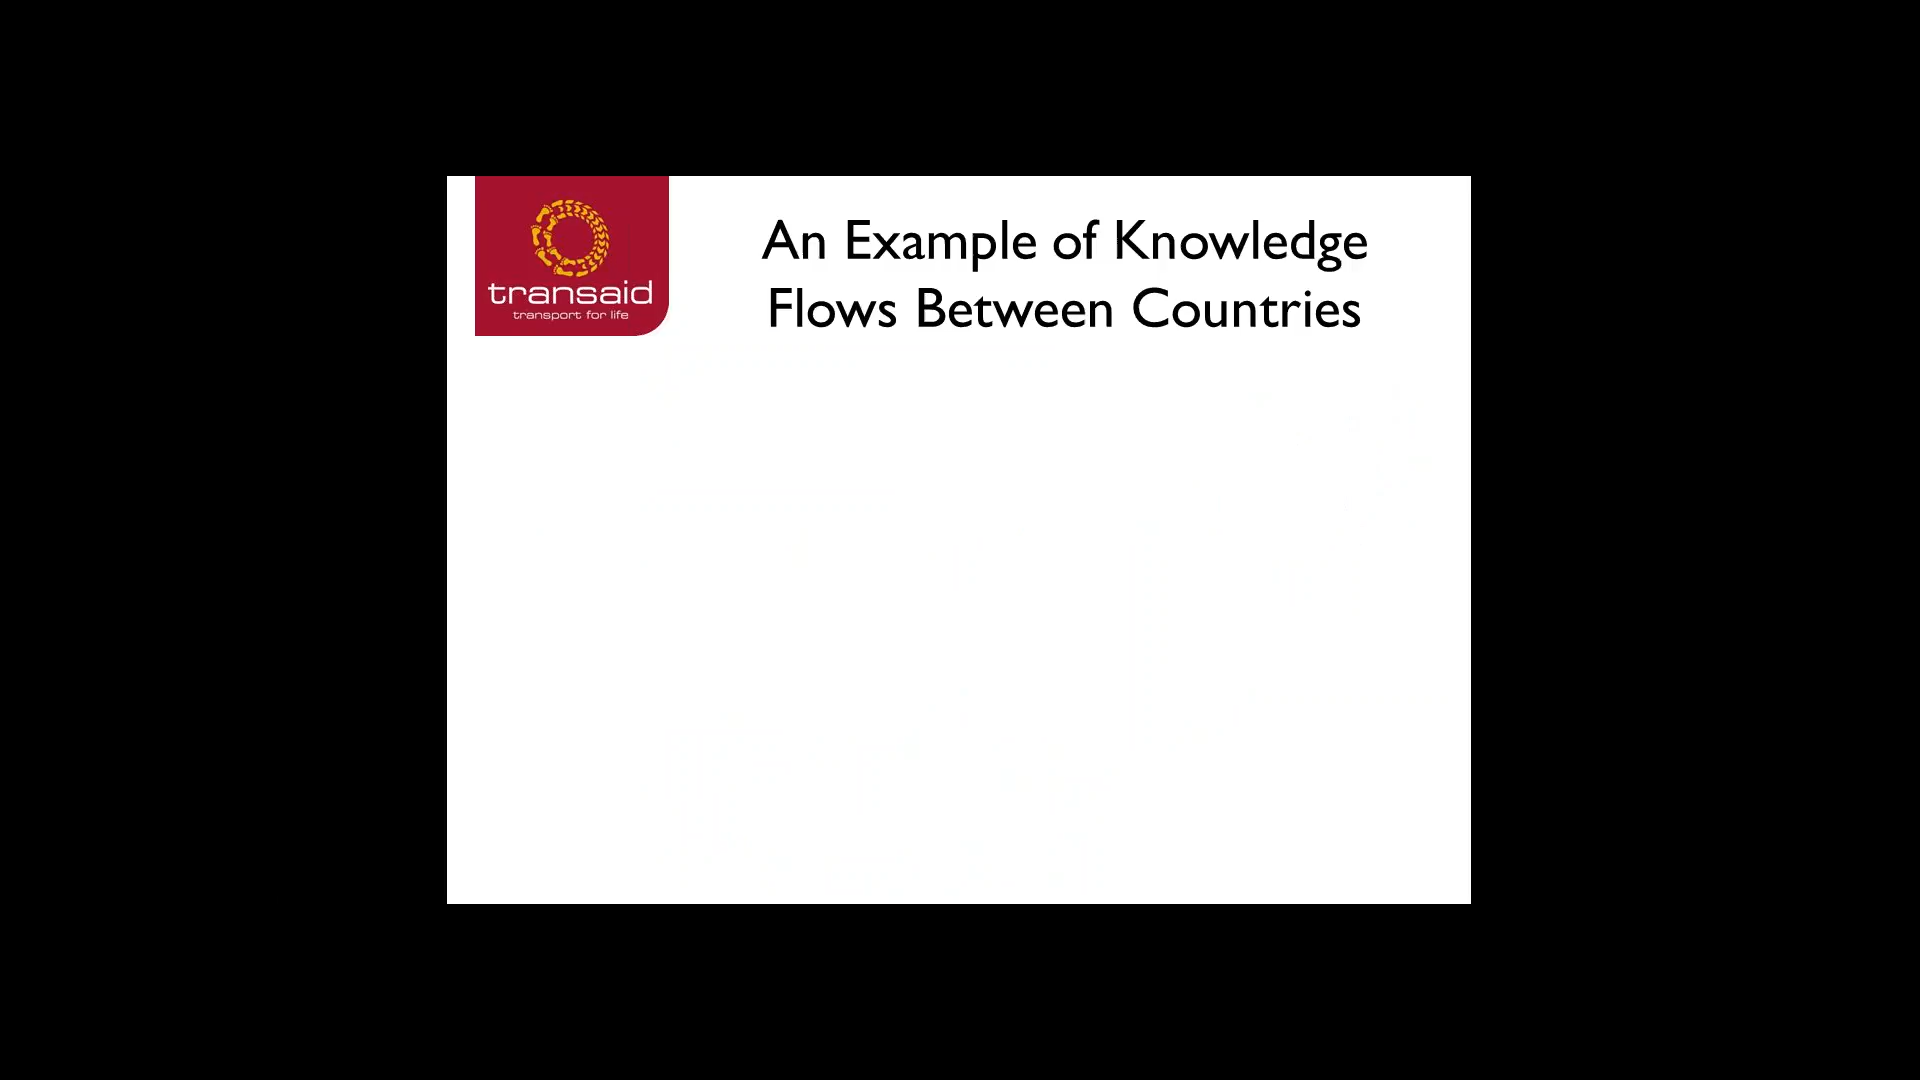 transaid
transport for life
An Example of Knowledge
Flows Between Countries